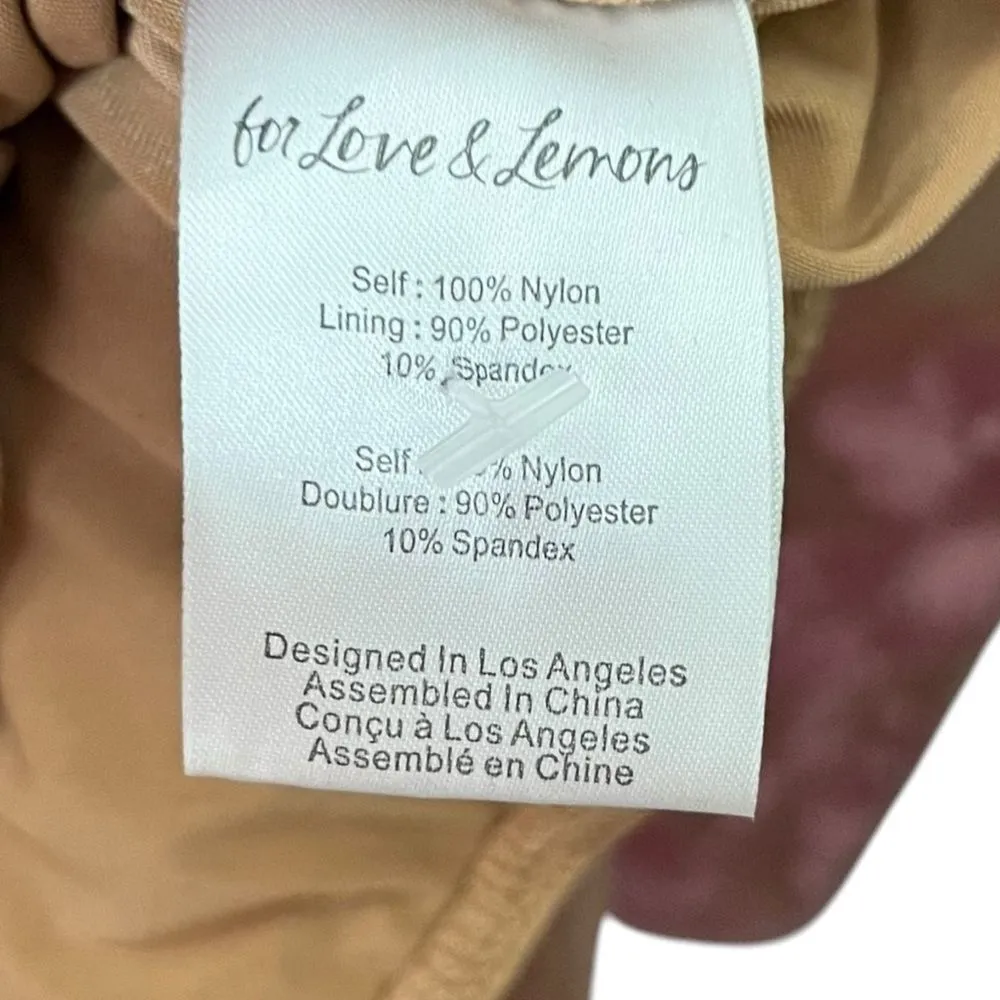 for Love & Lemons
Self : 100% Nylon
Lining : 90% Polyester
10% Spandex
Self % Nylon
Doublure : 90% Polyester
10% Spandex
Designed In Los Angeles
Assembled In China
Conçu à Los Angeles
Assemblé en Chine